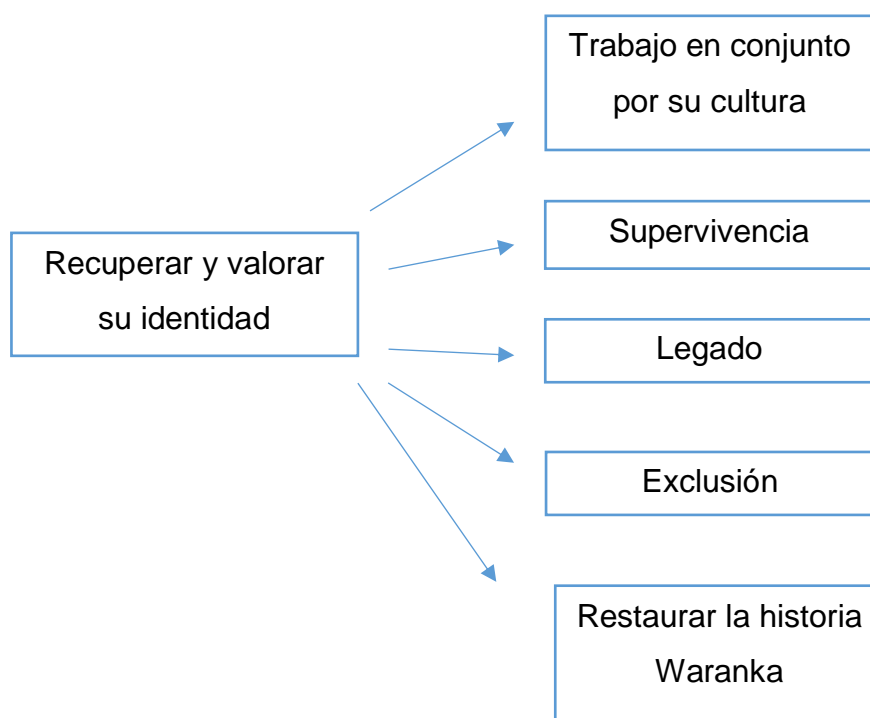 Recuperar y valorar
su identidad
Trabajo en conjunto
por su cultura
Supervivencia
Legado
Exclusión
Restaurar la historia
Waranka